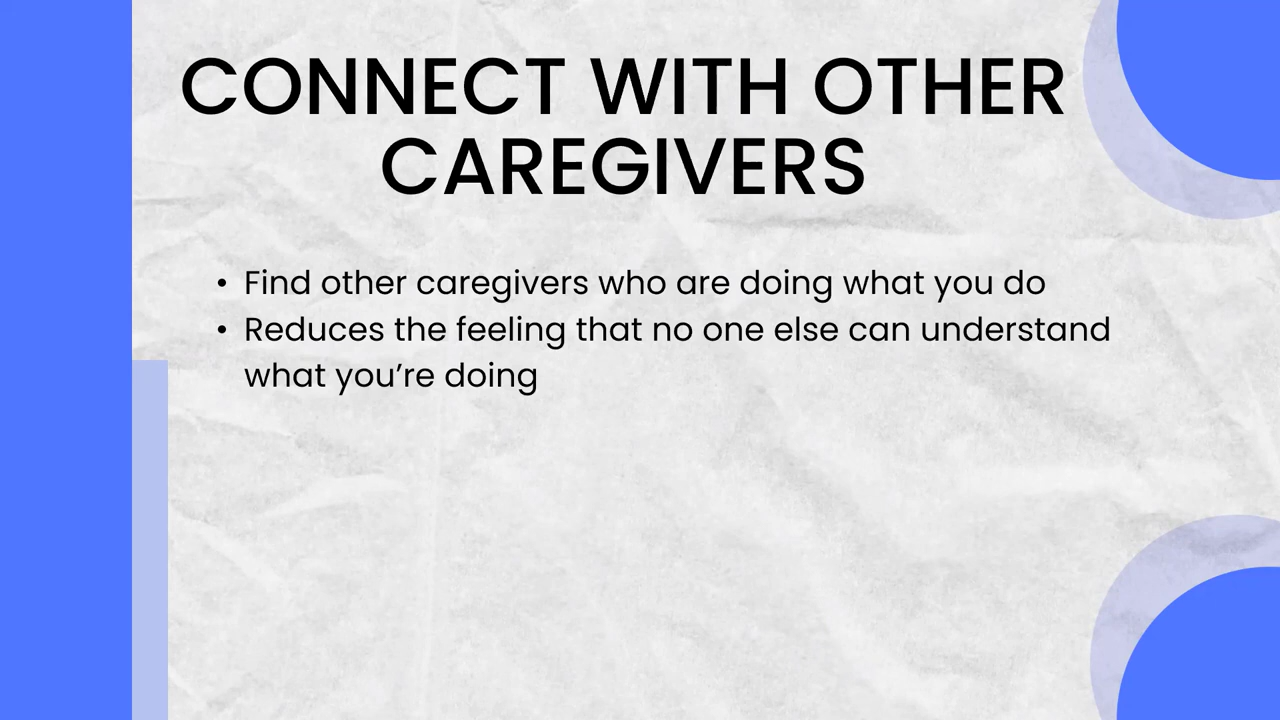 CONNECT WITH OTHER
CAREGIVERS
• Find other caregivers who are doing what you do
• Reduces the feeling that no one else can understand
what you’re doing